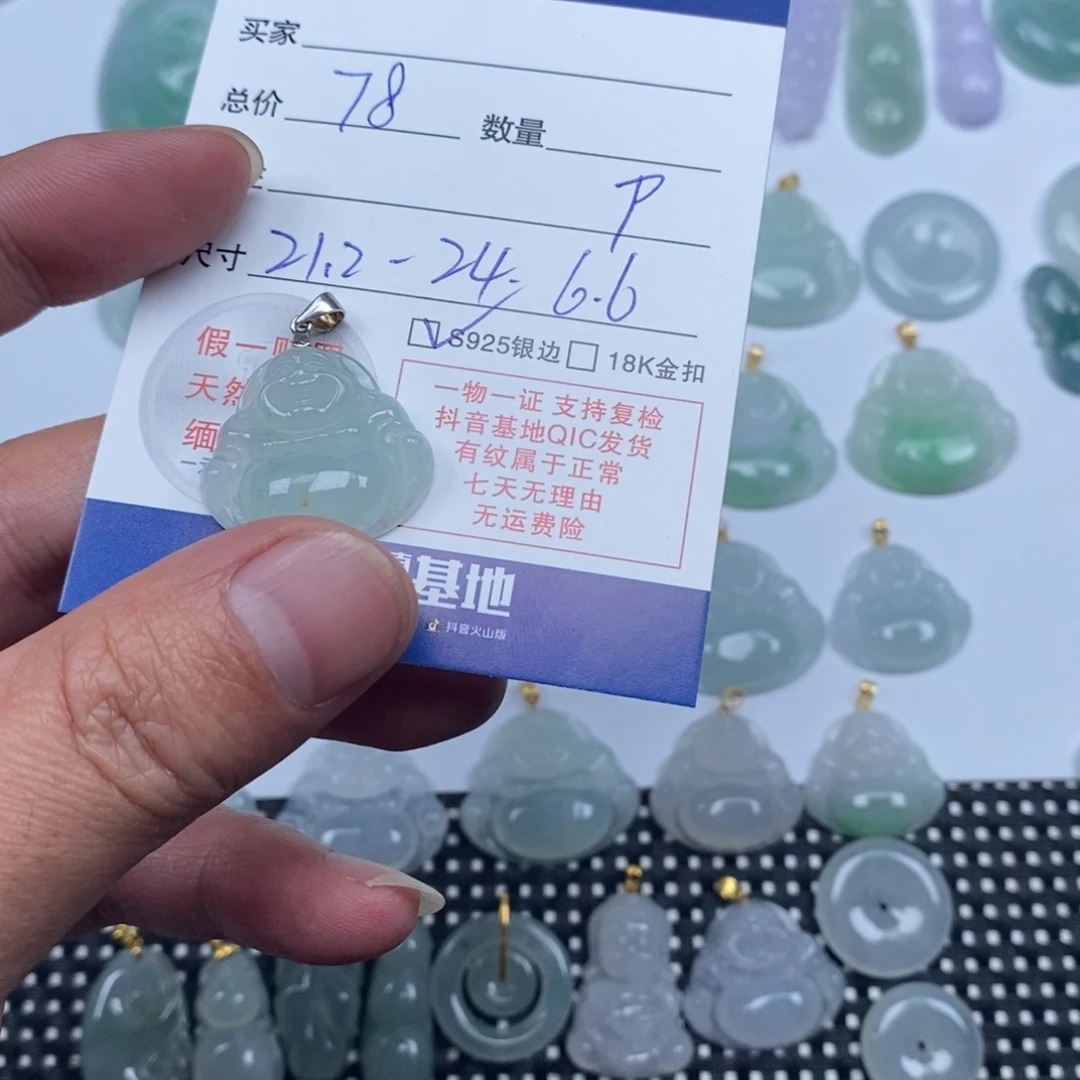 买家
总价 78 数量
P
尺寸 21.2 - 24. 6.6
S925银边 18K金扣
假一
天然
缅
一物一证 支持复检
抖音基地QIC发货
有纹属于正常
七天无理由
无运费险
基地
抖音火山版